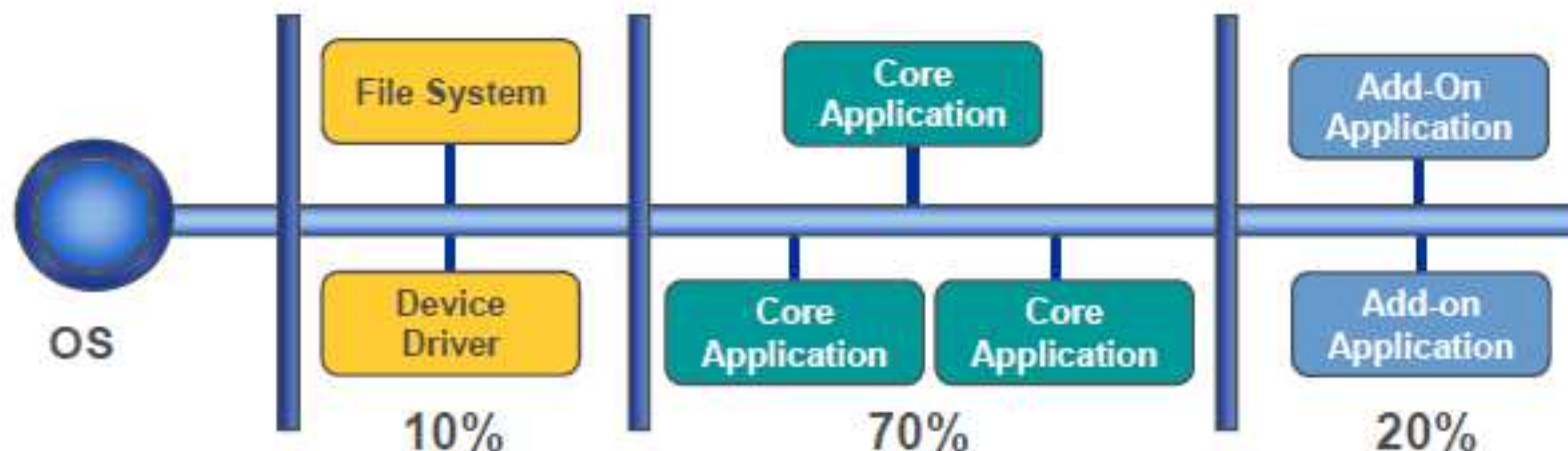 File System
Core
Application
Add-On
Application
OS
Device
Driver
Core
Application
Core
Application
Add-on
Application
10%
70%
20%